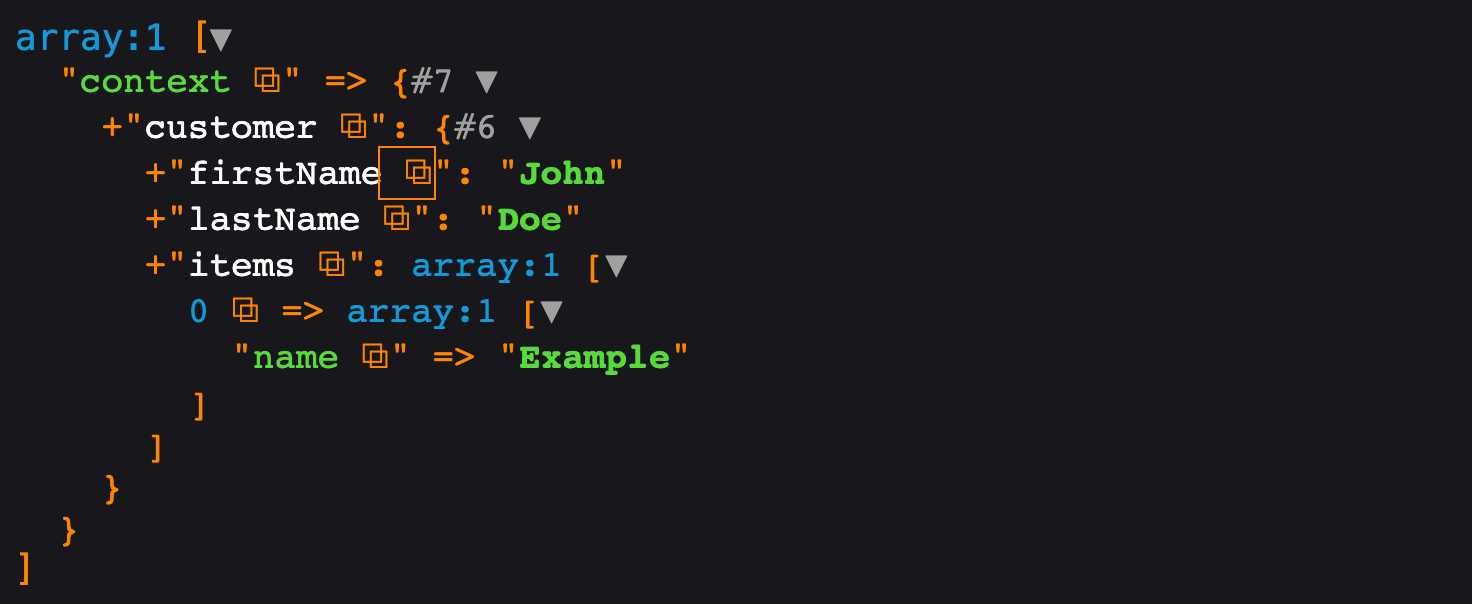 array:1 [▼
"context ⧉" => {#7 ▼
+"customer ⧉": {#6 ▼
+"firstName ⧉": "John"
+"lastName ⧉": "Doe"
+"items ⧉": array:1 [▼
0 ⧉ => array:1 [▼
"name ⧉" => "Example"
]
]
}
}
]